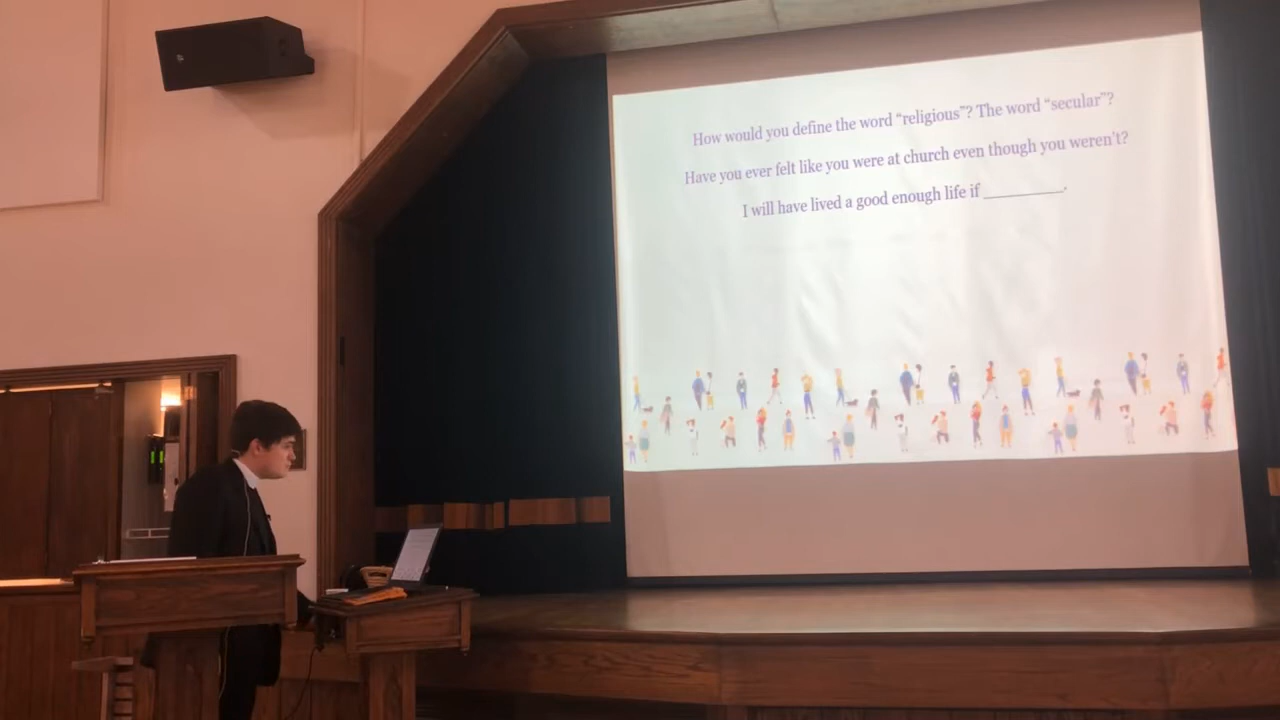 How would you define the word “religious”? The word “secular”?
Have you ever felt like you were at church even though you weren’t?
I will have lived a good enough life if __________.